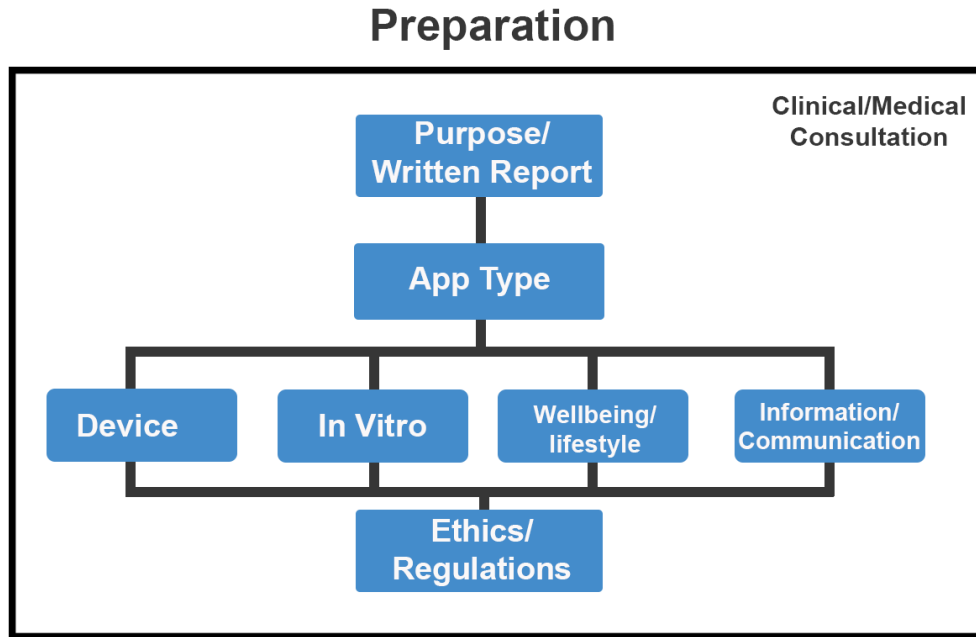 Preparation
Clinical/Medical
Consultation
Purpose/
Written Report
App Type
Device
In Vitro
Wellbeing/
lifestyle
Information/
Communication
Ethics/
Regulations